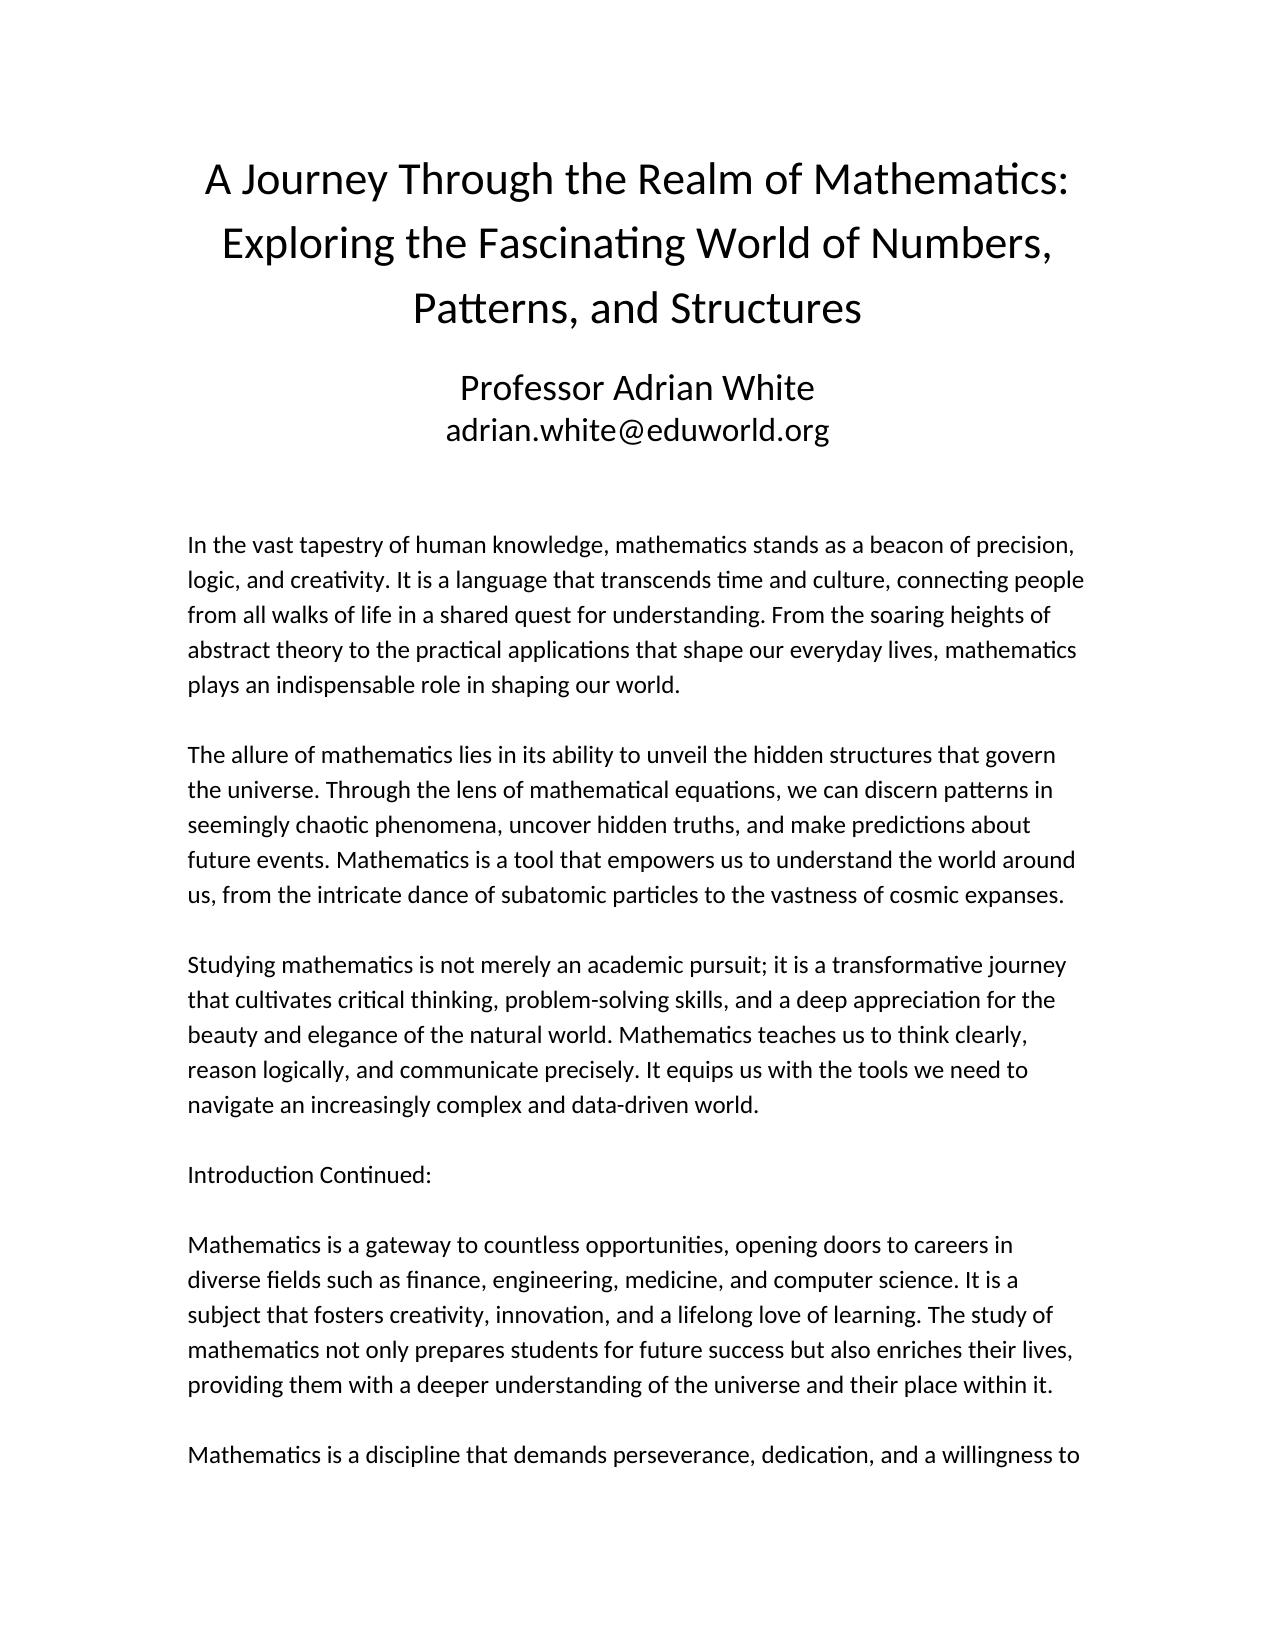 A Journey Through the Realm of Mathematics:
Exploring the Fascinating World of Numbers,
Patterns, and Structures
Professor Adrian White
adrian.white@eduworld.org
In the vast tapestry of human knowledge, mathematics stands as a beacon of precision,
logic, and creativity. It is a language that transcends time and culture, connecting people
from all walks of life in a shared quest for understanding. From the soaring heights of
abstract theory to the practical applications that shape our everyday lives, mathematics
plays an indispensable role in shaping our world.
The allure of mathematics lies in its ability to unveil the hidden structures that govern
the universe. Through the lens of mathematical equations, we can discern patterns in
seemingly chaotic phenomena, uncover hidden truths, and make predictions about
future events. Mathematics is a tool that empowers us to understand the world around
us, from the intricate dance of subatomic particles to the vastness of cosmic expanses.
Studying mathematics is not merely an academic pursuit; it is a transformative journey
that cultivates critical thinking, problem-solving skills, and a deep appreciation for the
beauty and elegance of the natural world. Mathematics teaches us to think clearly,
reason logically, and communicate precisely. It equips us with the tools we need to
navigate an increasingly complex and data-driven world.
Introduction Continued:
Mathematics is a gateway to countless opportunities, opening doors to careers in
diverse fields such as finance, engineering, medicine, and computer science. It is a
subject that fosters creativity, innovation, and a lifelong love of learning. The study of
mathematics not only prepares students for future success but also enriches their lives,
providing them with a deeper understanding of the universe and their place within it.
Mathematics is a discipline that demands perseverance, dedication, and a willingness to